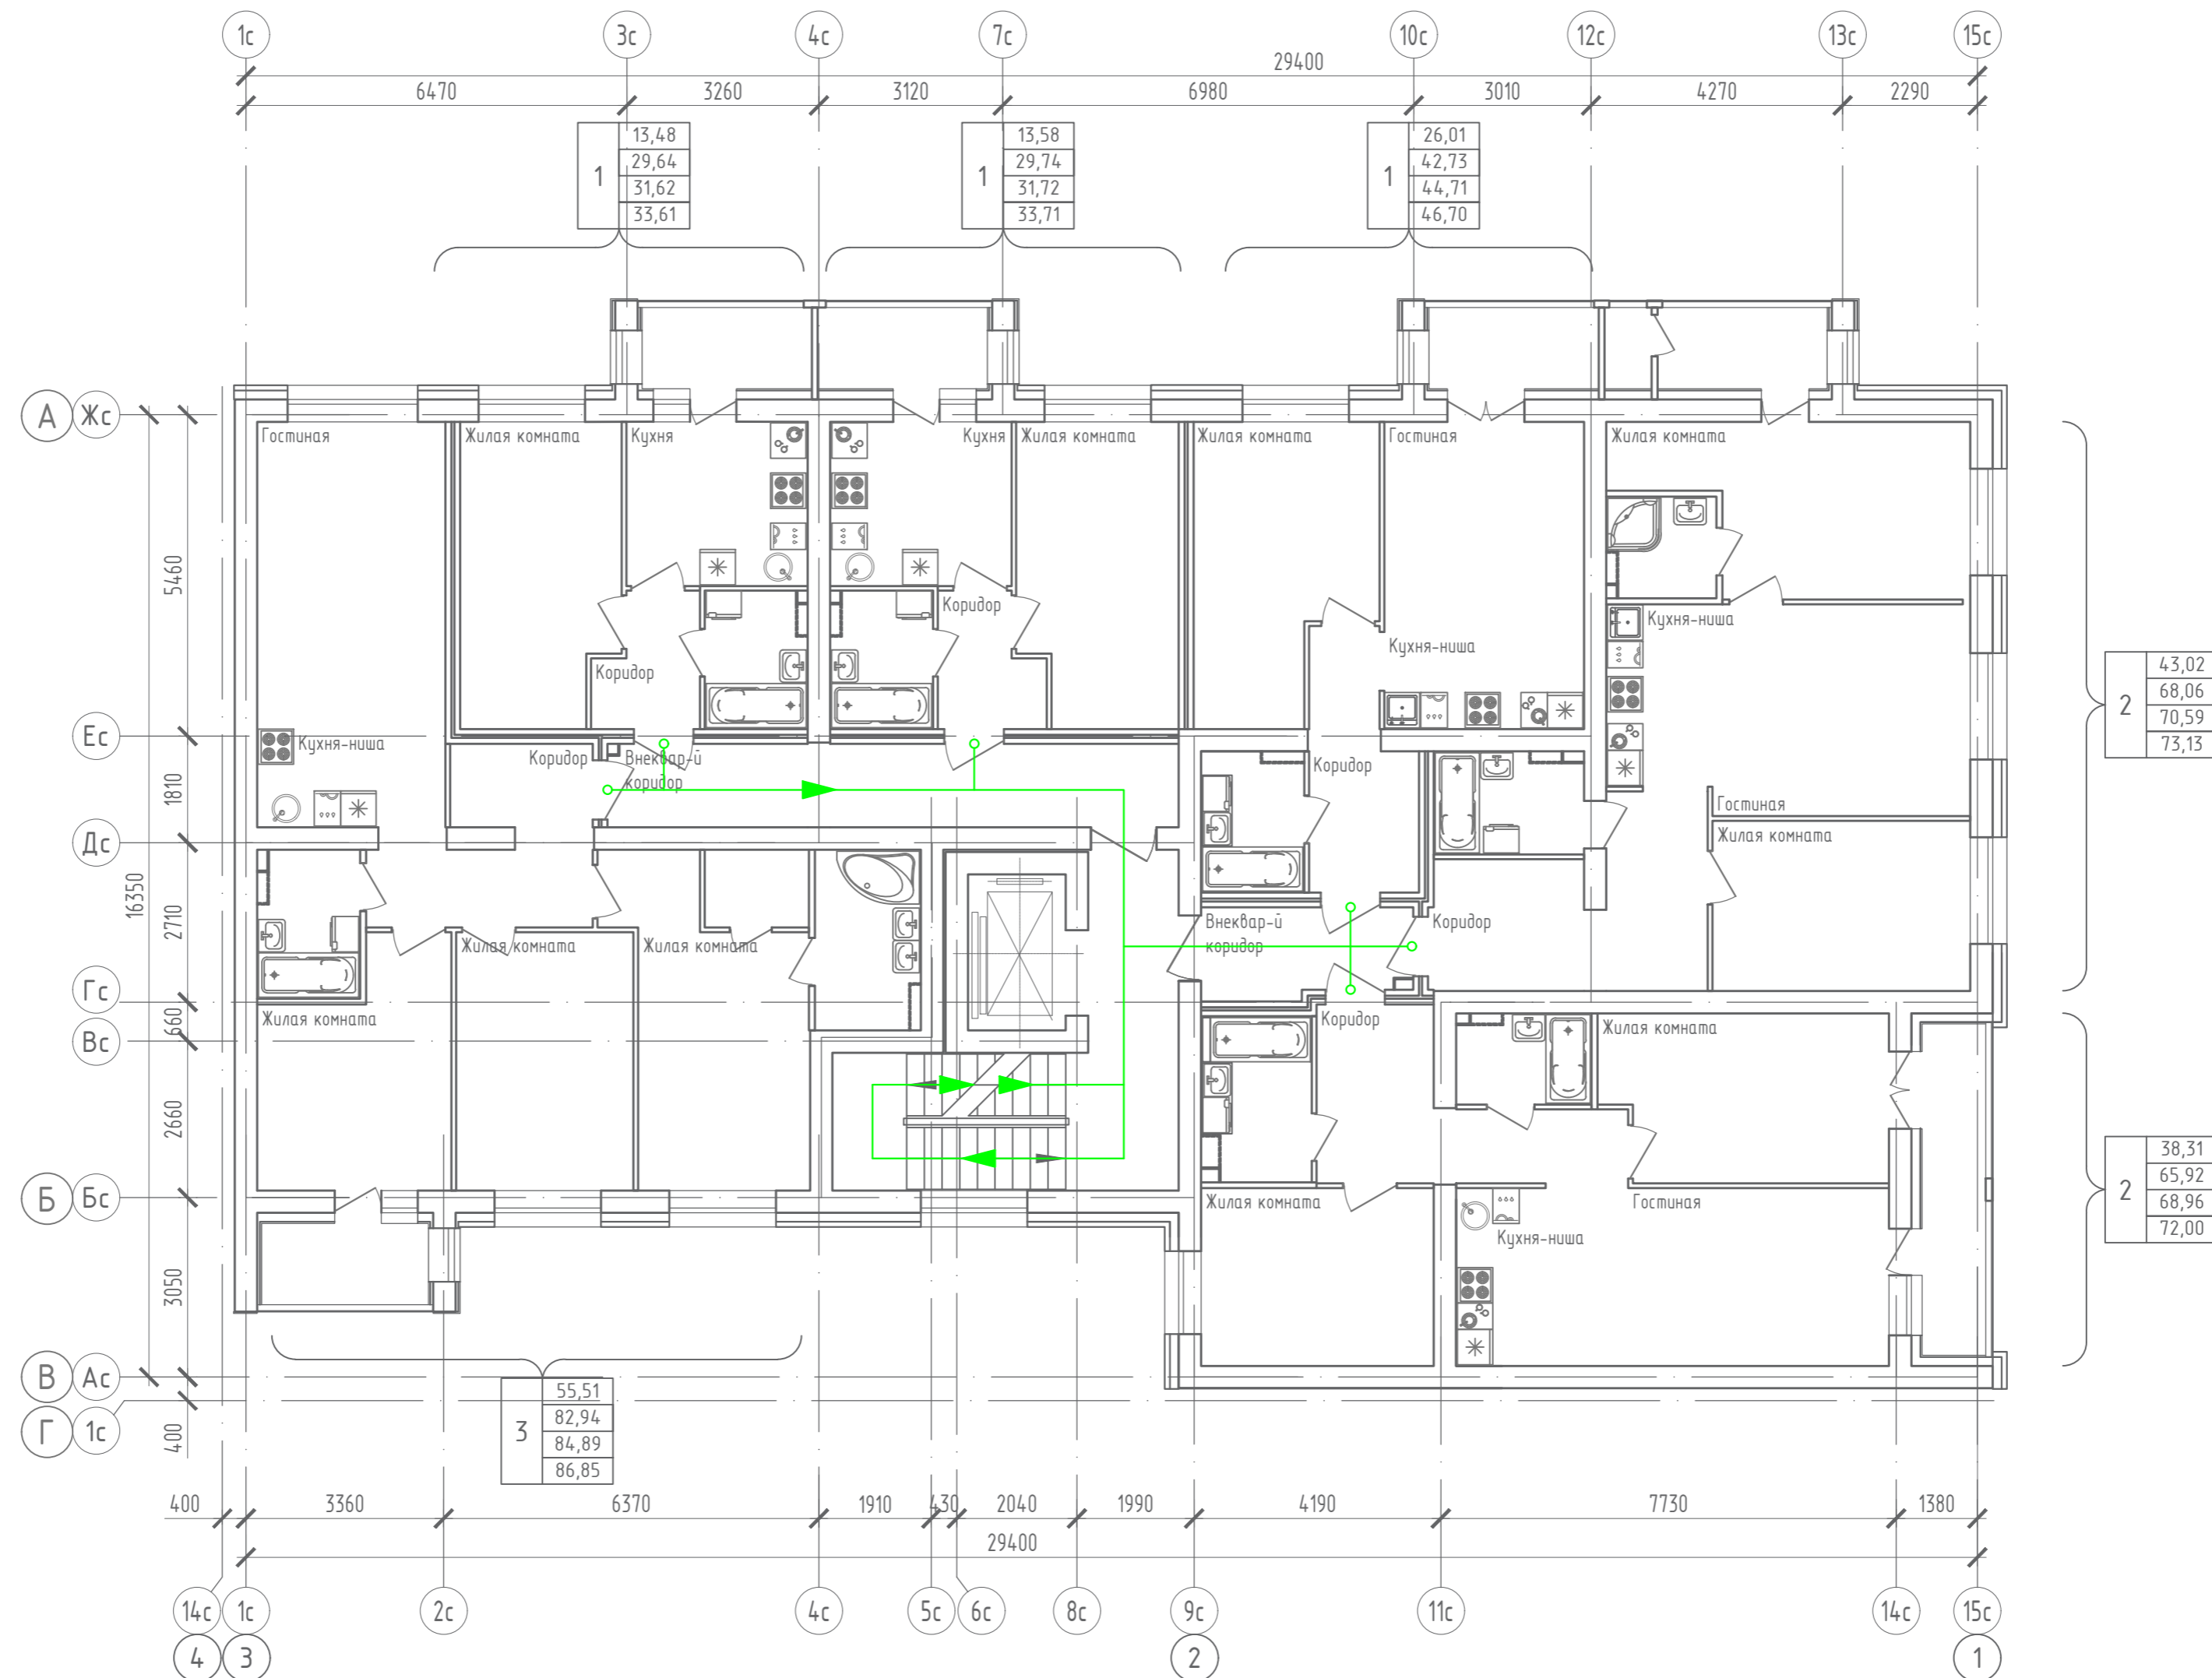 1с 3с 4с 7с 10с 12с 13с 15с
29400
6470 3260 3120 6980 3010 4270 2290
1
13,48
29,64
31,62
33,61
1
13,58
29,74
31,72
33,71
1
26,01
42,73
44,71
46,70
А Жс
Гостиная
Жилая комната
Кухня
Кухня
Жилая комната
Жилая комната
Гостиная
Жилая комната
5460
Коридор
Кухня-ниша
Кухня-ниша
Коридор
2
43,02
68,06
70,59
73,13
Ес
Кухня-ниша
Коридор
Внеквар-й
коридор
Коридор
1810
Гостиная
Дс
Жилая комната
16350
2710
Жилая комната
Жилая комната
Внеквар-й
коридор
Коридор
Гс
660
Жилая комната
Коридор
Жилая комната
Вс
2660
2
38,31
65,92
68,96
72,00
Б Бс
Жилая комната
Гостиная
Кухня-ниша
3050
В Ас
Г 1с
400
3
55,51
82,94
84,89
86,85
400 3360 6370 1910 430 2040 1990 4190 7730 1380
29400
14с 1с 2с 4с 5с 6с 8с 9с 11с 14с 15с
4 3 2 1